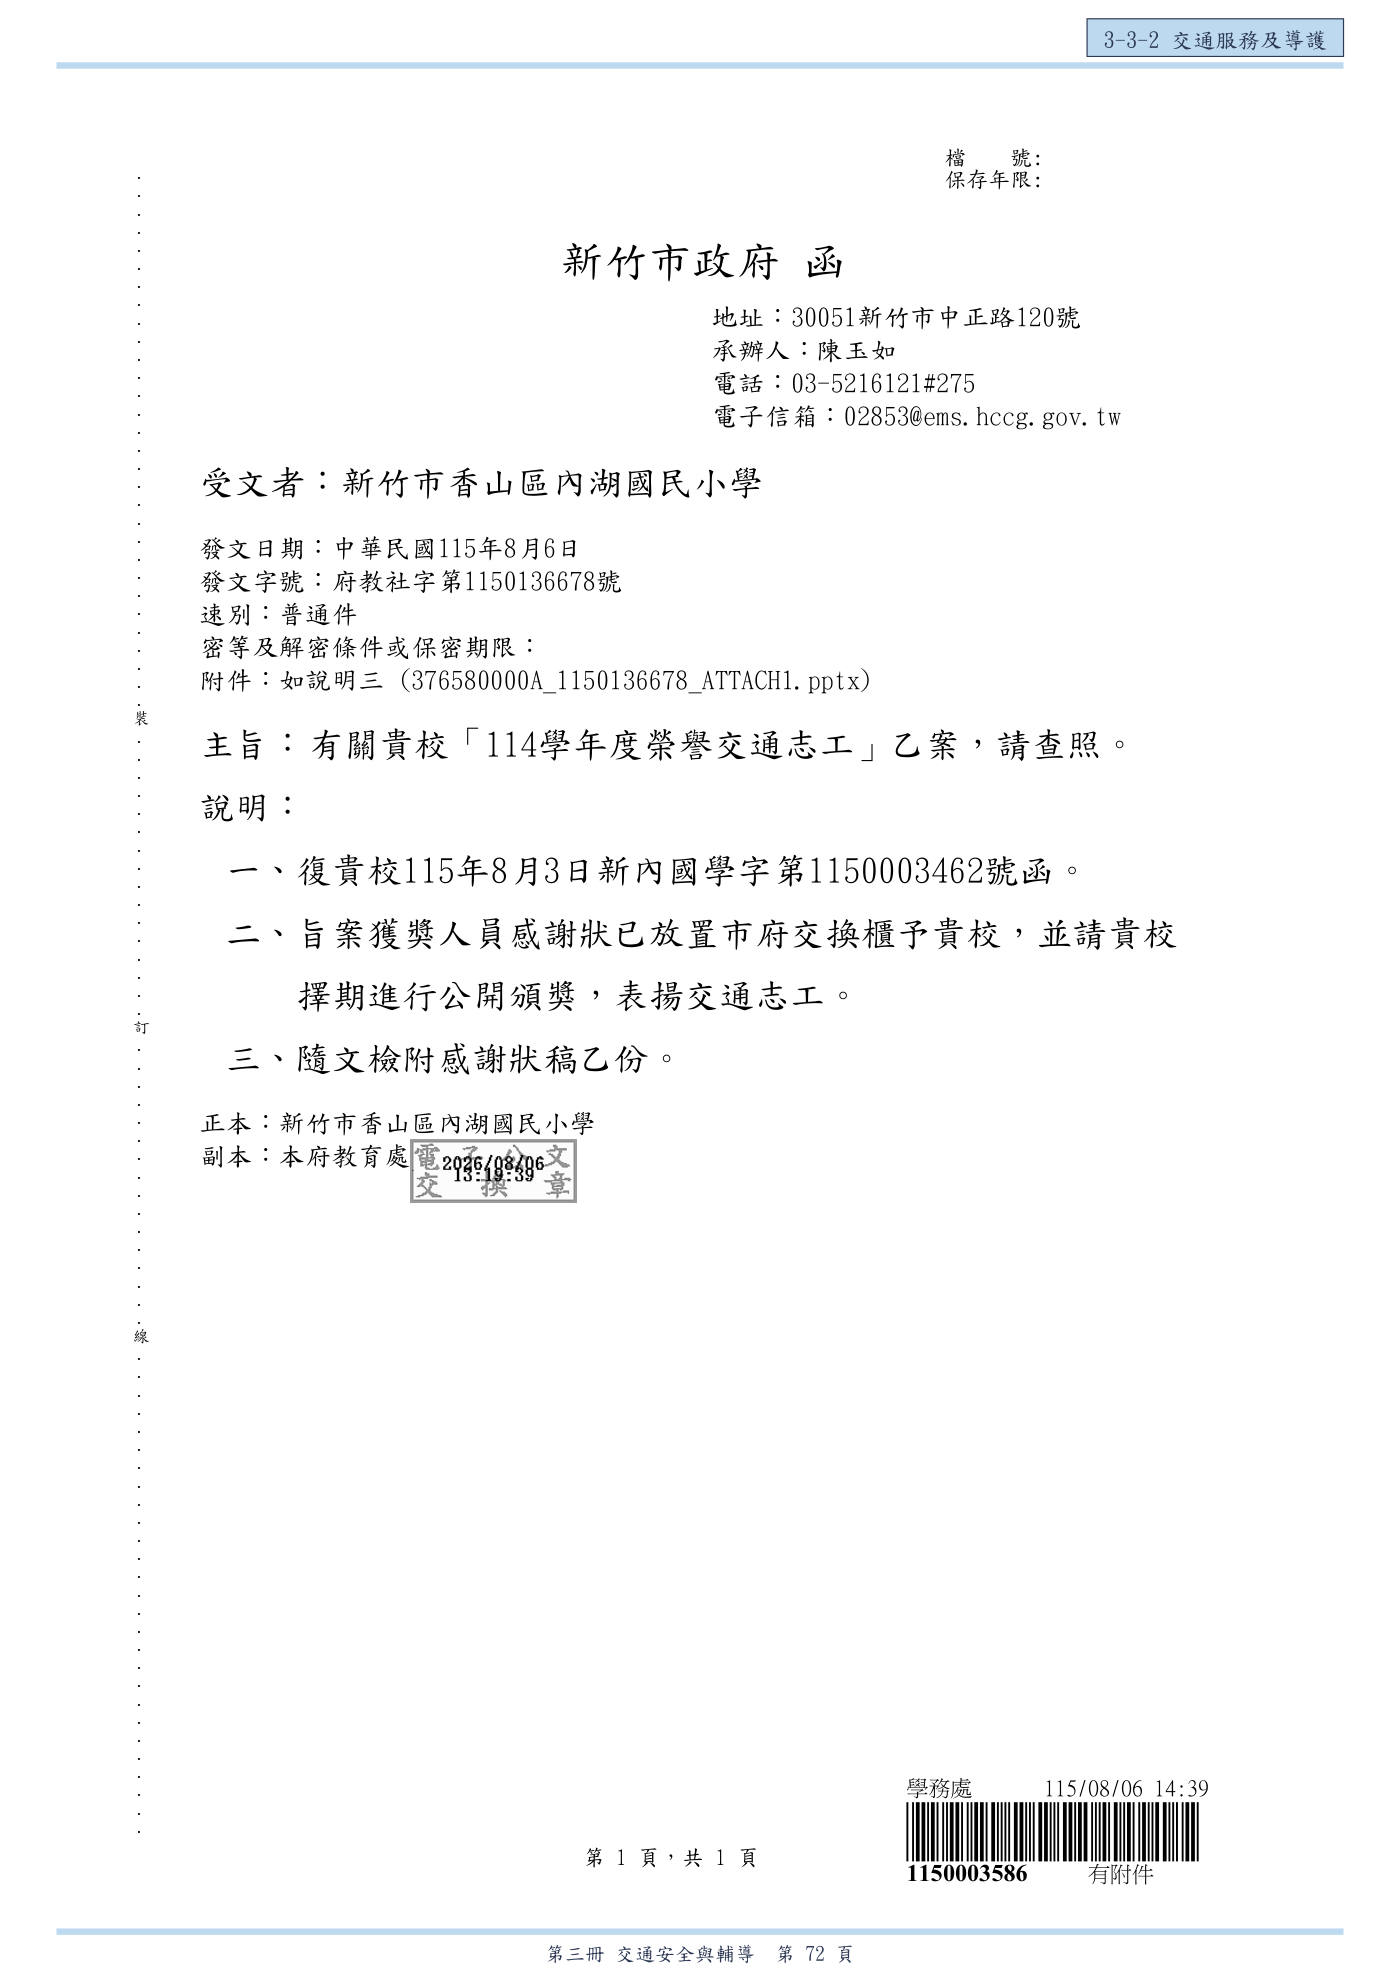 3-3-2 交通服務及導護
檔　　號:
保存年限:
新竹市政府 函
地址：30051新竹市中正路120號
承辦人：陳玉如
電話：03-5216121#275
電子信箱：02853@ems.hccg.gov.tw
受文者：新竹市香山區內湖國民小學
發文日期：中華民國115年8月6日
發文字號：府教社字第1150136678號
速別：普通件
密等及解密條件或保密期限：
附件：如說明三 (376580000A_1150136678_ATTACH1.pptx)
裝
主旨：有關貴校「114學年度榮譽交通志工」乙案，請查照。
說明：
一、復貴校115年8月3日新內國學字第1150003462號函。
二、旨案獲獎人員感謝狀已放置市府交換櫃予貴校，並請貴校
擇期進行公開頒獎，表揚交通志工。
訂
三、隨文檢附感謝狀稿乙份。
正本：新竹市香山區內湖國民小學
副本：本府教育處
電子公文
2026/08/06
13:19:39
交換章
線
學務處 115/08/06 14:39
第 1 頁，共 1 頁
1150003586 有附件
第三冊 交通安全與輔導 第 72 頁